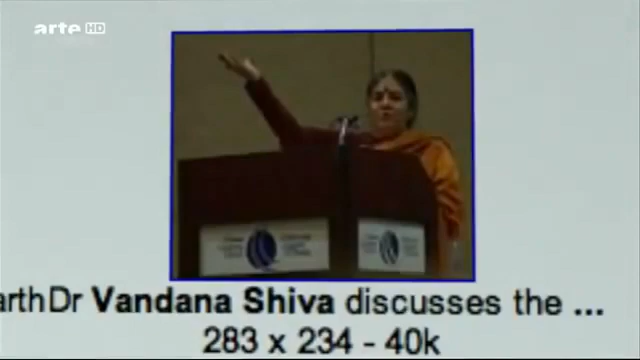 arte HD
arthDr Vandana Shiva discusses the ...
283 x 234 - 40k